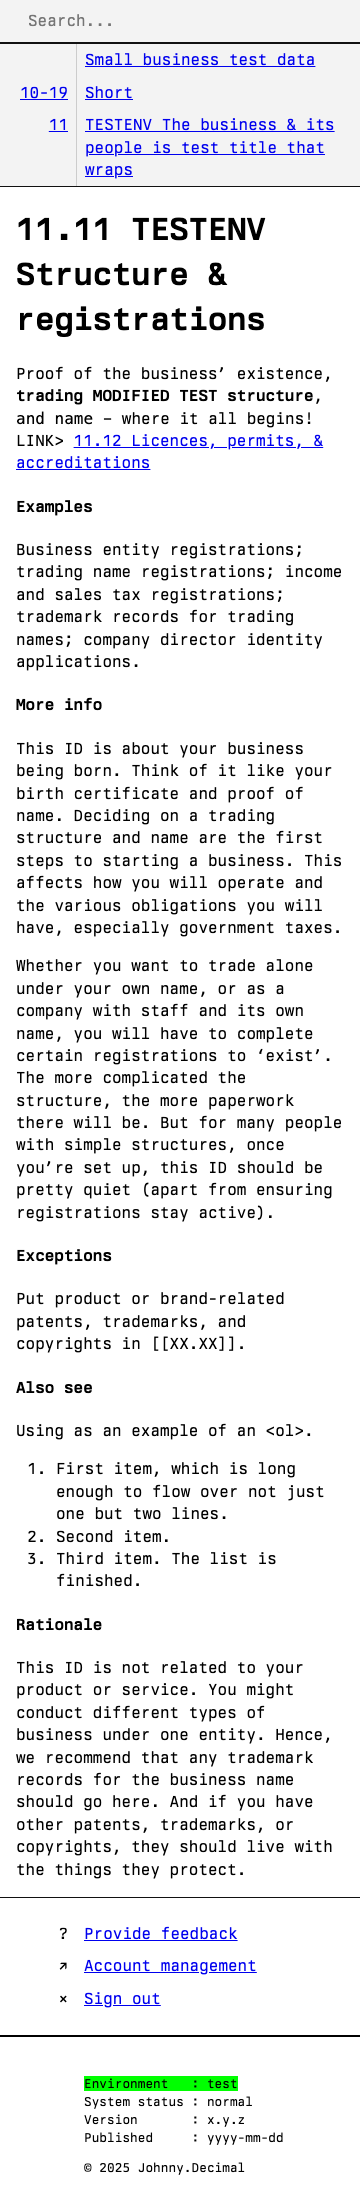 Search...
Small business test data
10-19 Short
11 TESTENV The business & its
people is test title that
wraps
11.11 TESTENV
Structure &
registrations
Proof of the business’ existence,
trading MODIFIED TEST structure,
and name – where it all begins!
LINK> 11.12 Licences, permits, &
accreditations
Examples
Business entity registrations;
trading name registrations; income
and sales tax registrations;
trademark records for trading
names; company director identity
applications.
More info
This ID is about your business
being born. Think of it like your
birth certificate and proof of
name. Deciding on a trading
structure and name are the first
steps to starting a business. This
affects how you will operate and
the various obligations you will
have, especially government taxes.
Whether you want to trade alone
under your own name, or as a
company with staff and its own
name, you will have to complete
certain registrations to ‘exist’.
The more complicated the
structure, the more paperwork
there will be. But for many people
with simple structures, once
you’re set up, this ID should be
pretty quiet (apart from ensuring
registrations stay active).
Exceptions
Put product or brand-related
patents, trademarks, and
copyrights in [[XX.XX]].
Also see
Using as an example of an <ol>.
1. First item, which is long
enough to flow over not just
one but two lines.
2. Second item.
3. Third item. The list is
finished.
Rationale
This ID is not related to your
product or service. You might
conduct different types of
business under one entity. Hence,
we recommend that any trademark
records for the business name
should go here. And if you have
other patents, trademarks, or
copyrights, they should live with
the things they protect.
? Provide feedback
↗ Account management
× Sign out
Environment : test
System status : normal
Version : x.y.z
Published : yyyy-mm-dd
© 2025 Johnny.Decimal